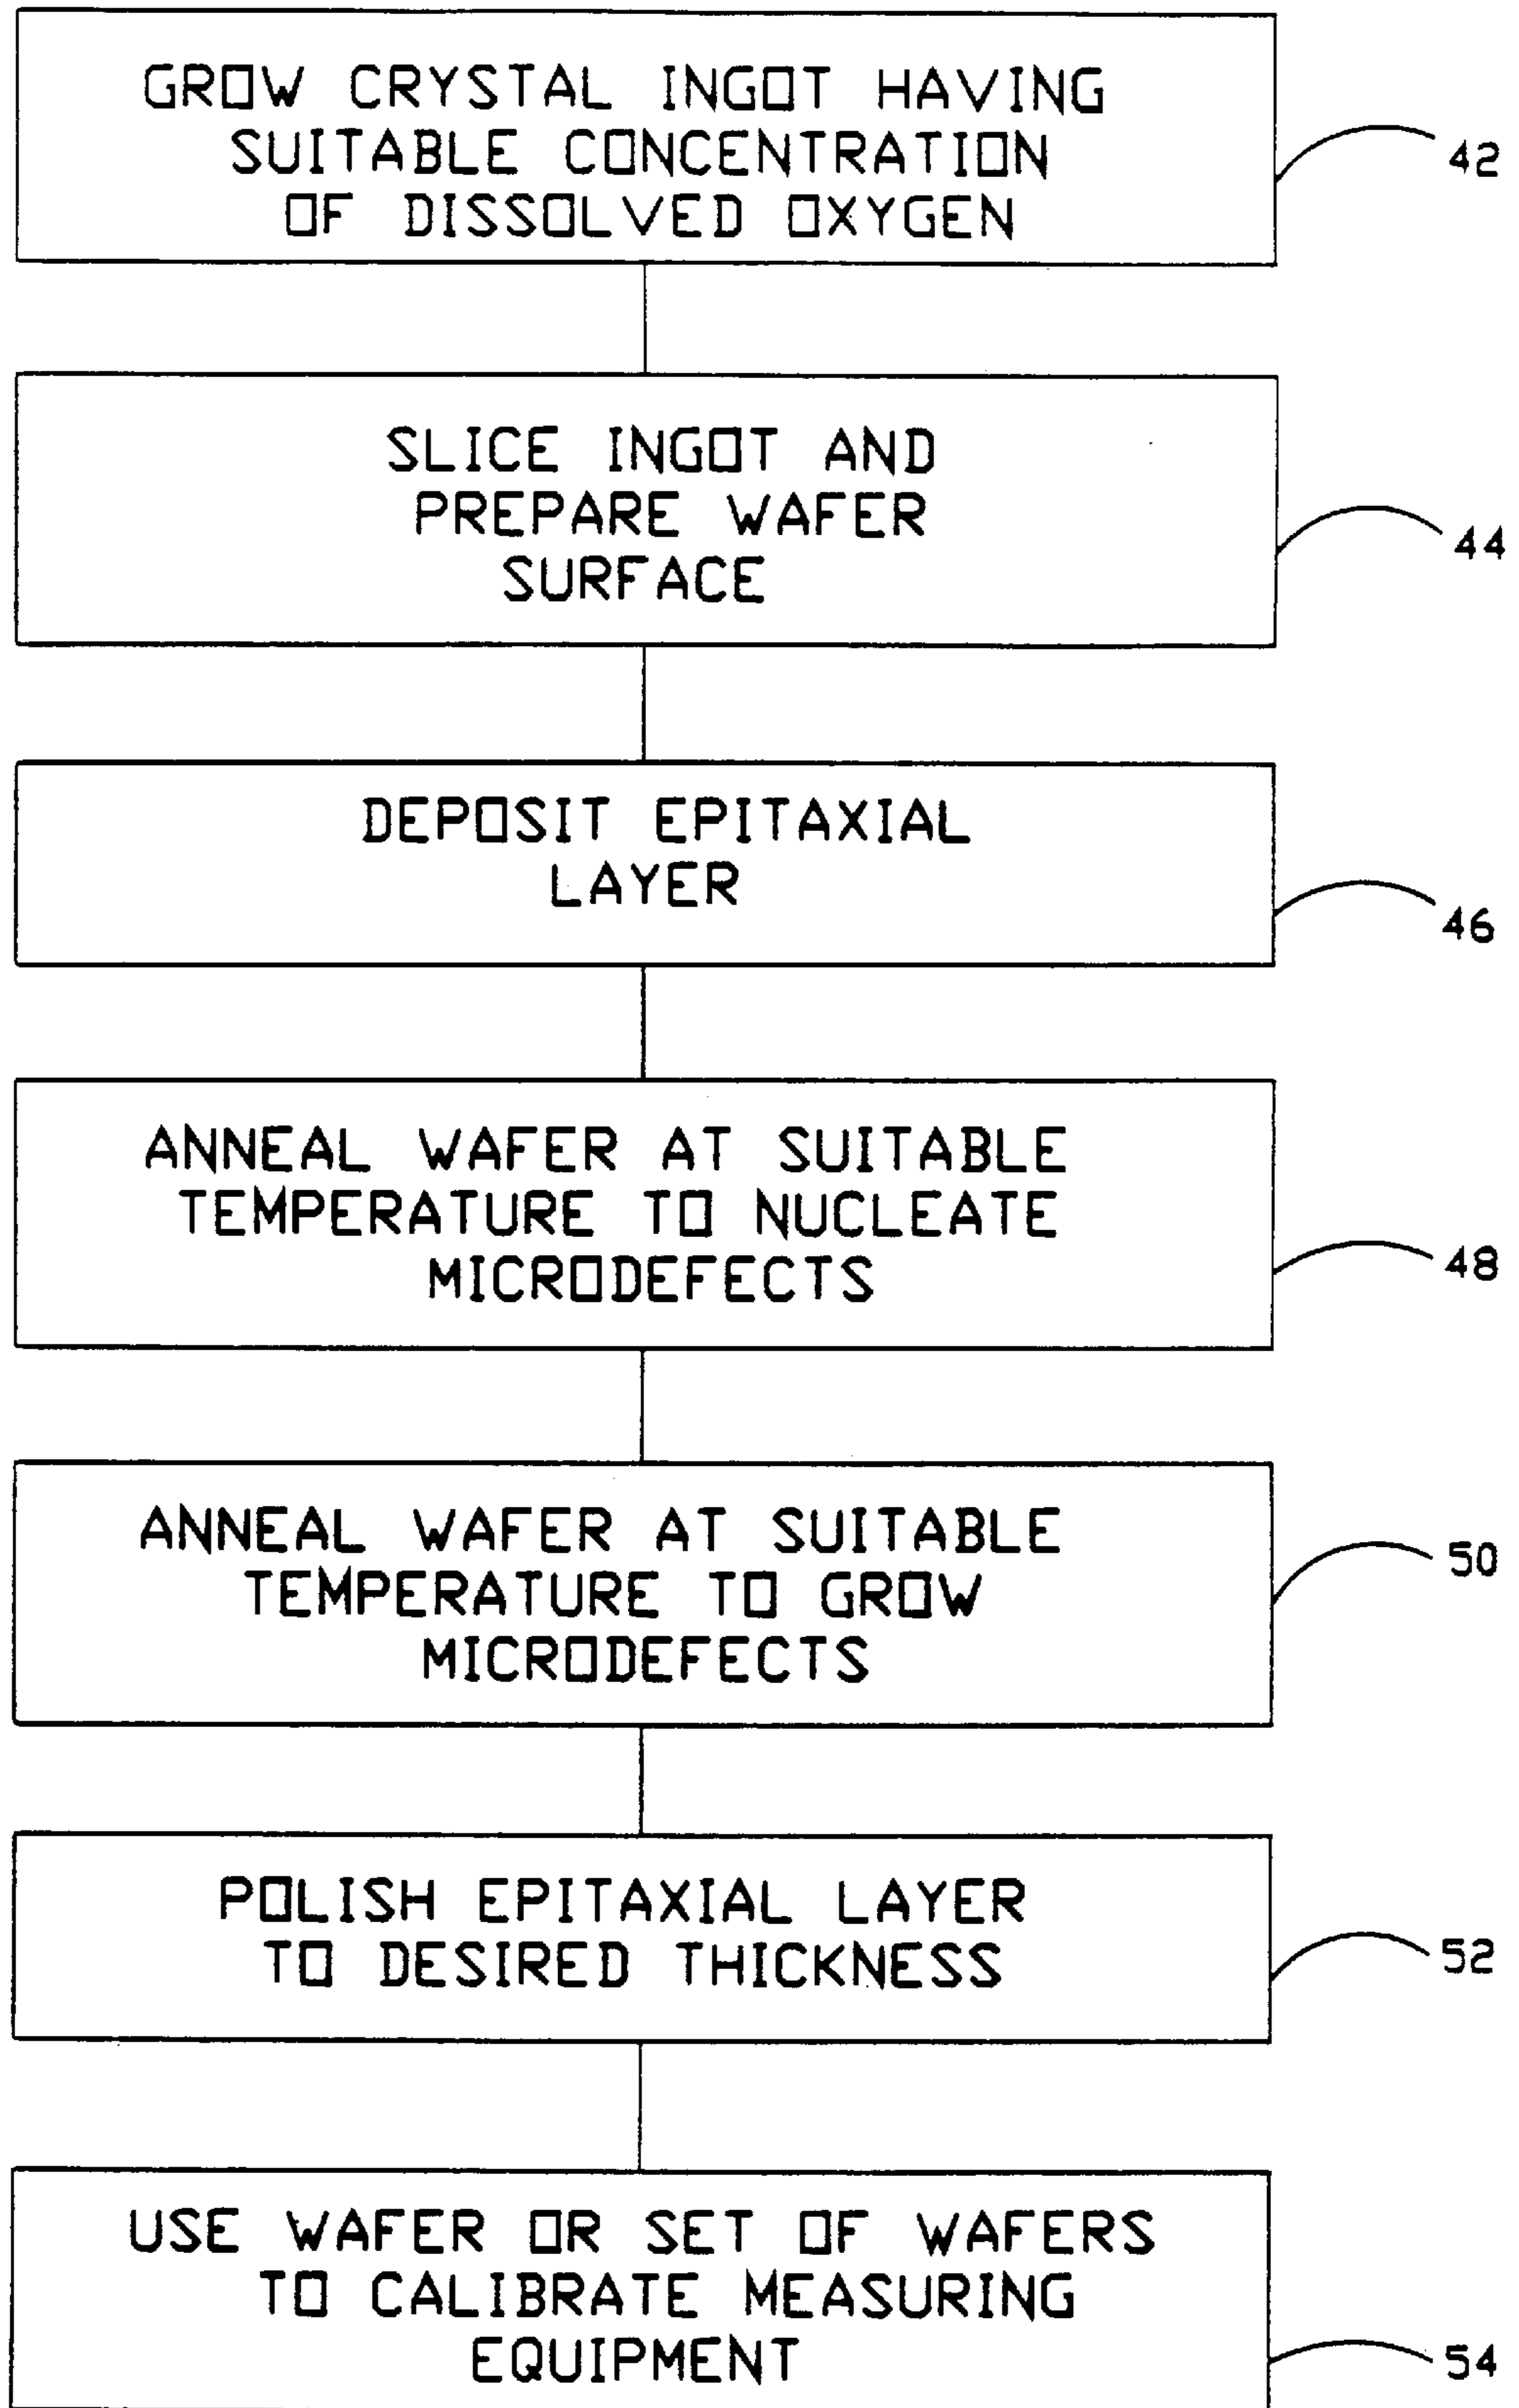 GROW CRYSTAL INGOT HAVING
SUITABLE CONCENTRATION
OF DISSOLVED OXYGEN
42
SLICE INGOT AND
PREPARE WAFER
SURFACE
44
DEPOSIT EPITAXIAL
LAYER
46
ANNEAL WAFER AT SUITABLE
TEMPERATURE TO NUCLEATE
MICRODEFECTS
48
ANNEAL WAFER AT SUITABLE
TEMPERATURE TO GROW
MICRODEFECTS
50
POLISH EPITAXIAL LAYER
TO DESIRED THICKNESS
52
USE WAFER OR SET OF WAFERS
TO CALIBRATE MEASURING
EQUIPMENT
54